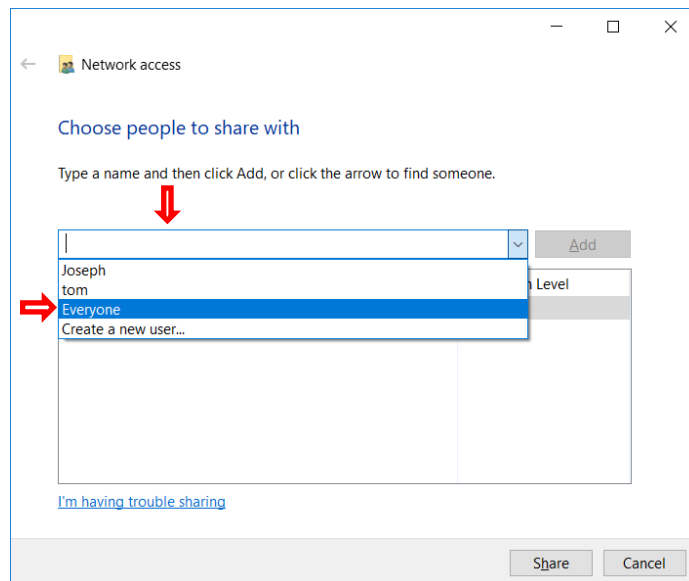 Network access
Choose people to share with
Type a name and then click Add, or click the arrow to find someone.
Add
Joseph
tom
Everyone
Create a new user...
Level
I'm having trouble sharing
Share Cancel